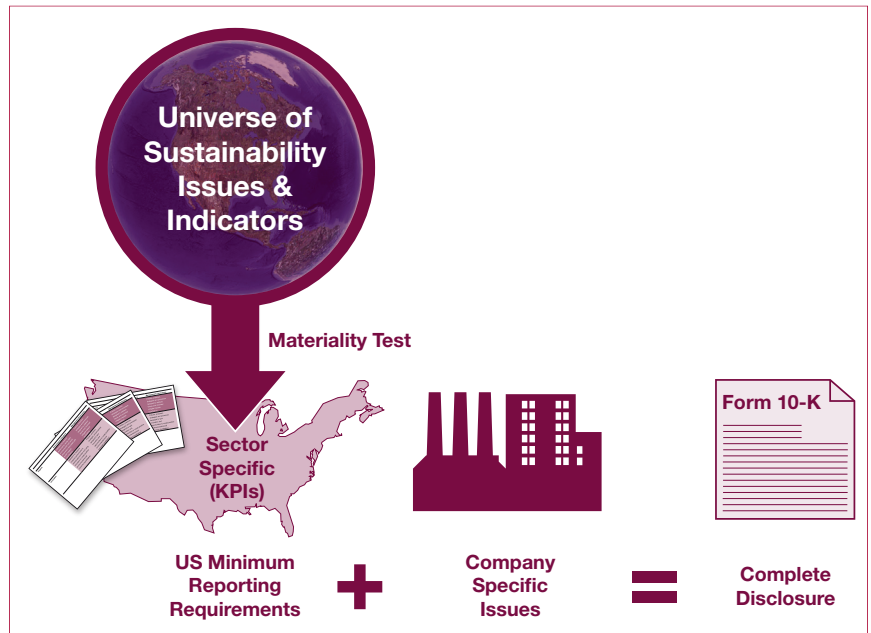 Universe of
Sustainability
Issues &
Indicators
Materiality Test
Sector
Specific
(KPIs)
Form 10-K
US Minimum
Reporting
Requirements
+
Company
Specific
Issues
=
Complete
Disclosure